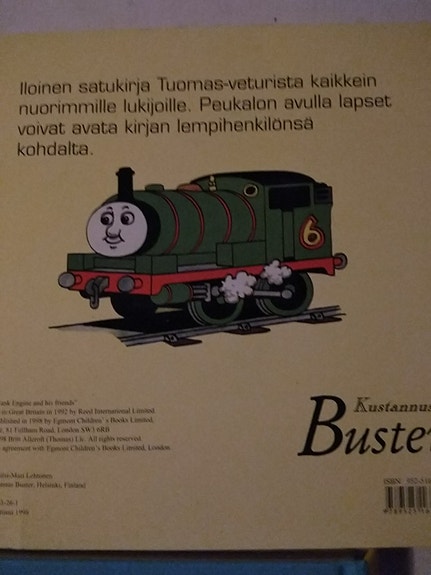 Iloinen satukirja Tuomas-veturista kaikkein
nuorimmille lukijoille. Peukalon avulla lapset
voivat avata kirjan lempihenkilönsä
kohdalta.
6
Engine and his friends"
in Great Britain in 1992 by Reed International Limited.
in 1998 by Egmont Children's Books Limited,
81 Fulham Road, London SW3 6RB
Britt Allcroft (Thomas) Llc. All rights reserved.
agreement with Egmont Children's Books Limited, London.
Lehtonen
Buster, Helsinki, Finland
1998
Kustannus
Buster
ISBN